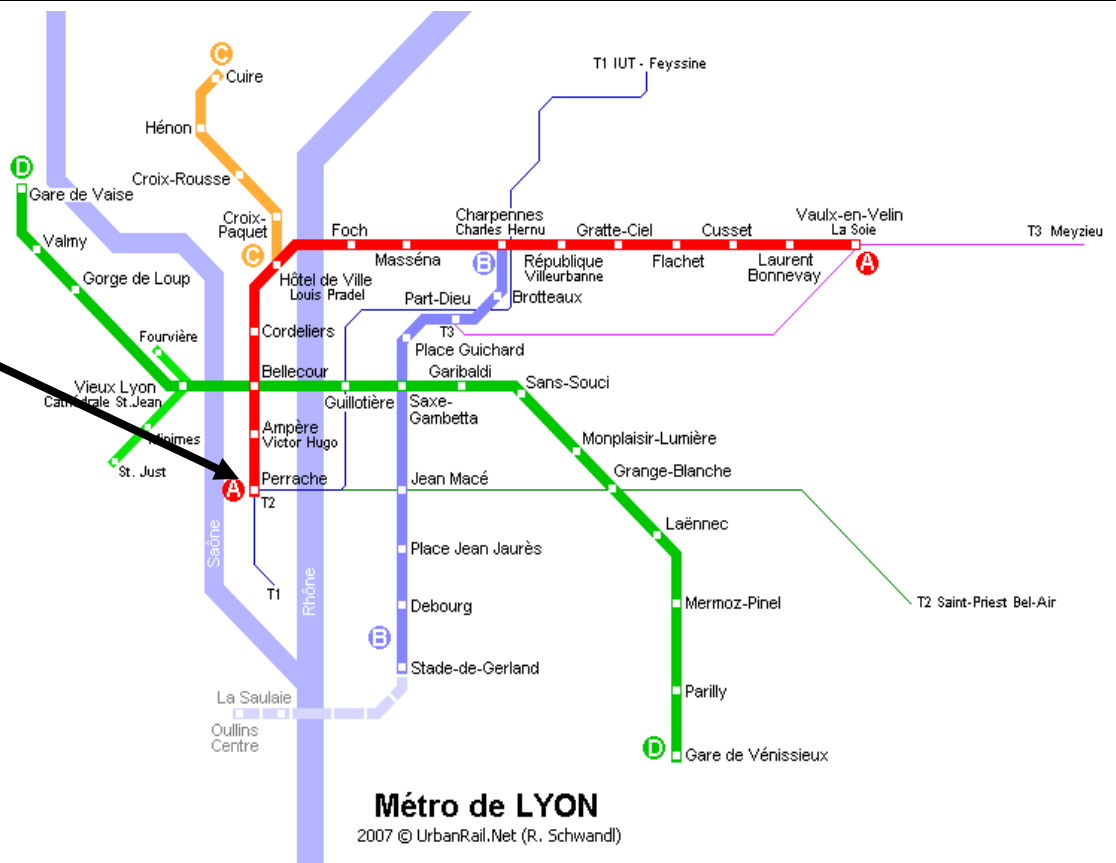 C
Cuire
T1 IUT - Feyssine
Hénon
D
Gare de Vaise
Croix-Rousse
Croix-
Paquet
C
Foch
Masséna
Charpennes
Charles Hernu
B
Gratte-Ciel
République
Villeurbanne
Flachet
Cusset
Laurent
Bonnevay
Vaulx-en-Velin
La Soie
A
T3 Meyzieu
Valmy
Gorge de Loup
Hôtel de Ville
Louis Pradel
Part-Dieu
Brotteaux
T3
Cordeliers
Place Guichard
Fourvière
Vieux Lyon
Cathédrale St.Jean
Bellecour
Guillotière
Garibaldi
Saxe-
Gambetta
Sans-Souci
Minimes
St. Just
Ampère
Victor Hugo
Monplaisir-Lumière
Grange-Blanche
A
Perrache
T2
Jean Macé
Laënnec
Saône
Rhône
T1
Place Jean Jaurès
Debourg
Mermoz-Pinel
T2 Saint-Priest Bel-Air
B
Stade-de-Gerland
La Saulaie
Oullins
Centre
Parilly
D
Gare de Vénissieux
Métro de LYON
2007 © UrbanRail.Net (R. Schwandl)